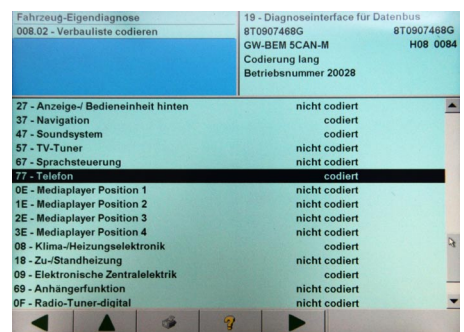 Fahrzeug-Eigendiagnose
008.02 - Verbauliste codieren
19 - Diagnoseinterface für Datenbus
8T0907468G 8T0907468G
GW-BEM 5CAN-M H08 0084
Codierung lang
Betriebsnummer 20028
27 - Anzeige-/ Bedieneinheit hinten nicht codiert
37 - Navigation codiert
47 - Soundsystem codiert
57 - TV-Tuner nicht codiert
67 - Sprachsteuerung nicht codiert
77 - Telefon codiert
0E - Mediaplayer Position 1 nicht codiert
1E - Mediaplayer Position 2 nicht codiert
2E - Mediaplayer Position 3 nicht codiert
3E - Mediaplayer Position 4 nicht codiert
08 - Klima-/Heizungselektronik codiert
18 - Zu-/Standheizung nicht codiert
09 - Elektronische Zentralelektrik codiert
69 - Anhängerfunktion nicht codiert
0F - Radio-Tuner-digital nicht codiert